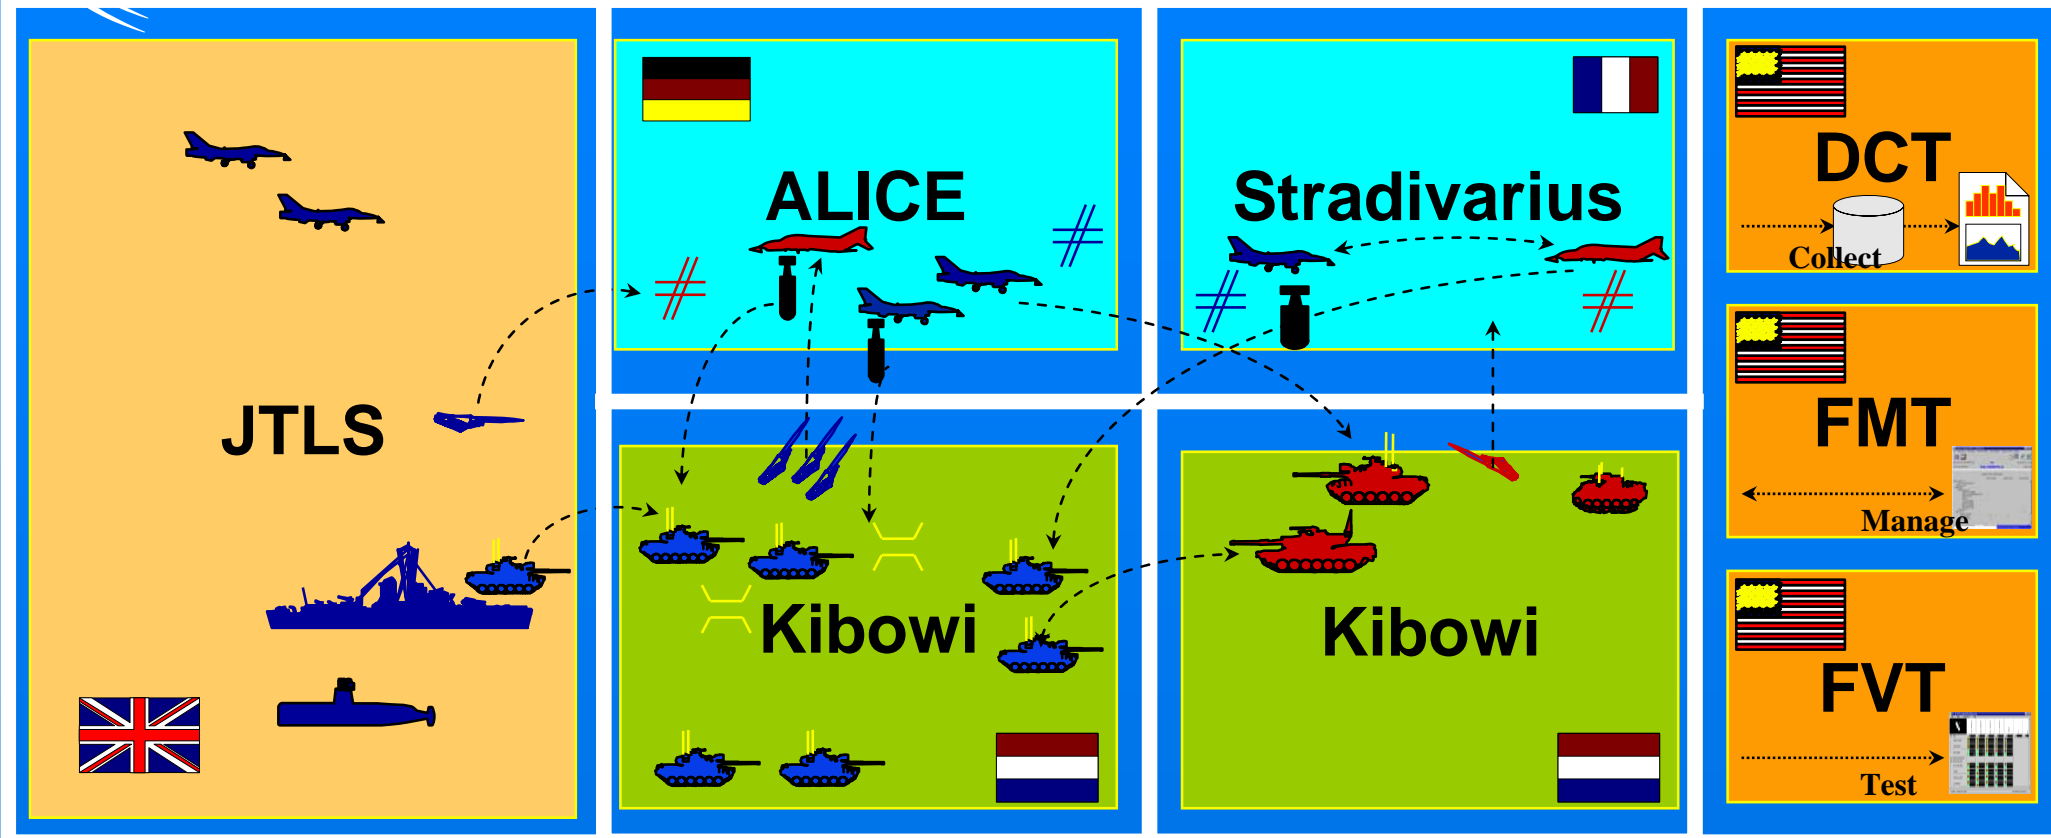 JTLS
ALICE
Stradivarius
Kibowi
Kibowi
DCT
Collect
FMT
Manage
FVT
Test